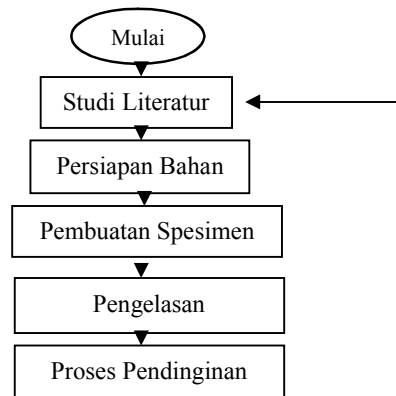 Mulai
Studi Literatur
Persiapan Bahan
Pembuatan Spesimen
Pengelasan
Proses Pendinginan